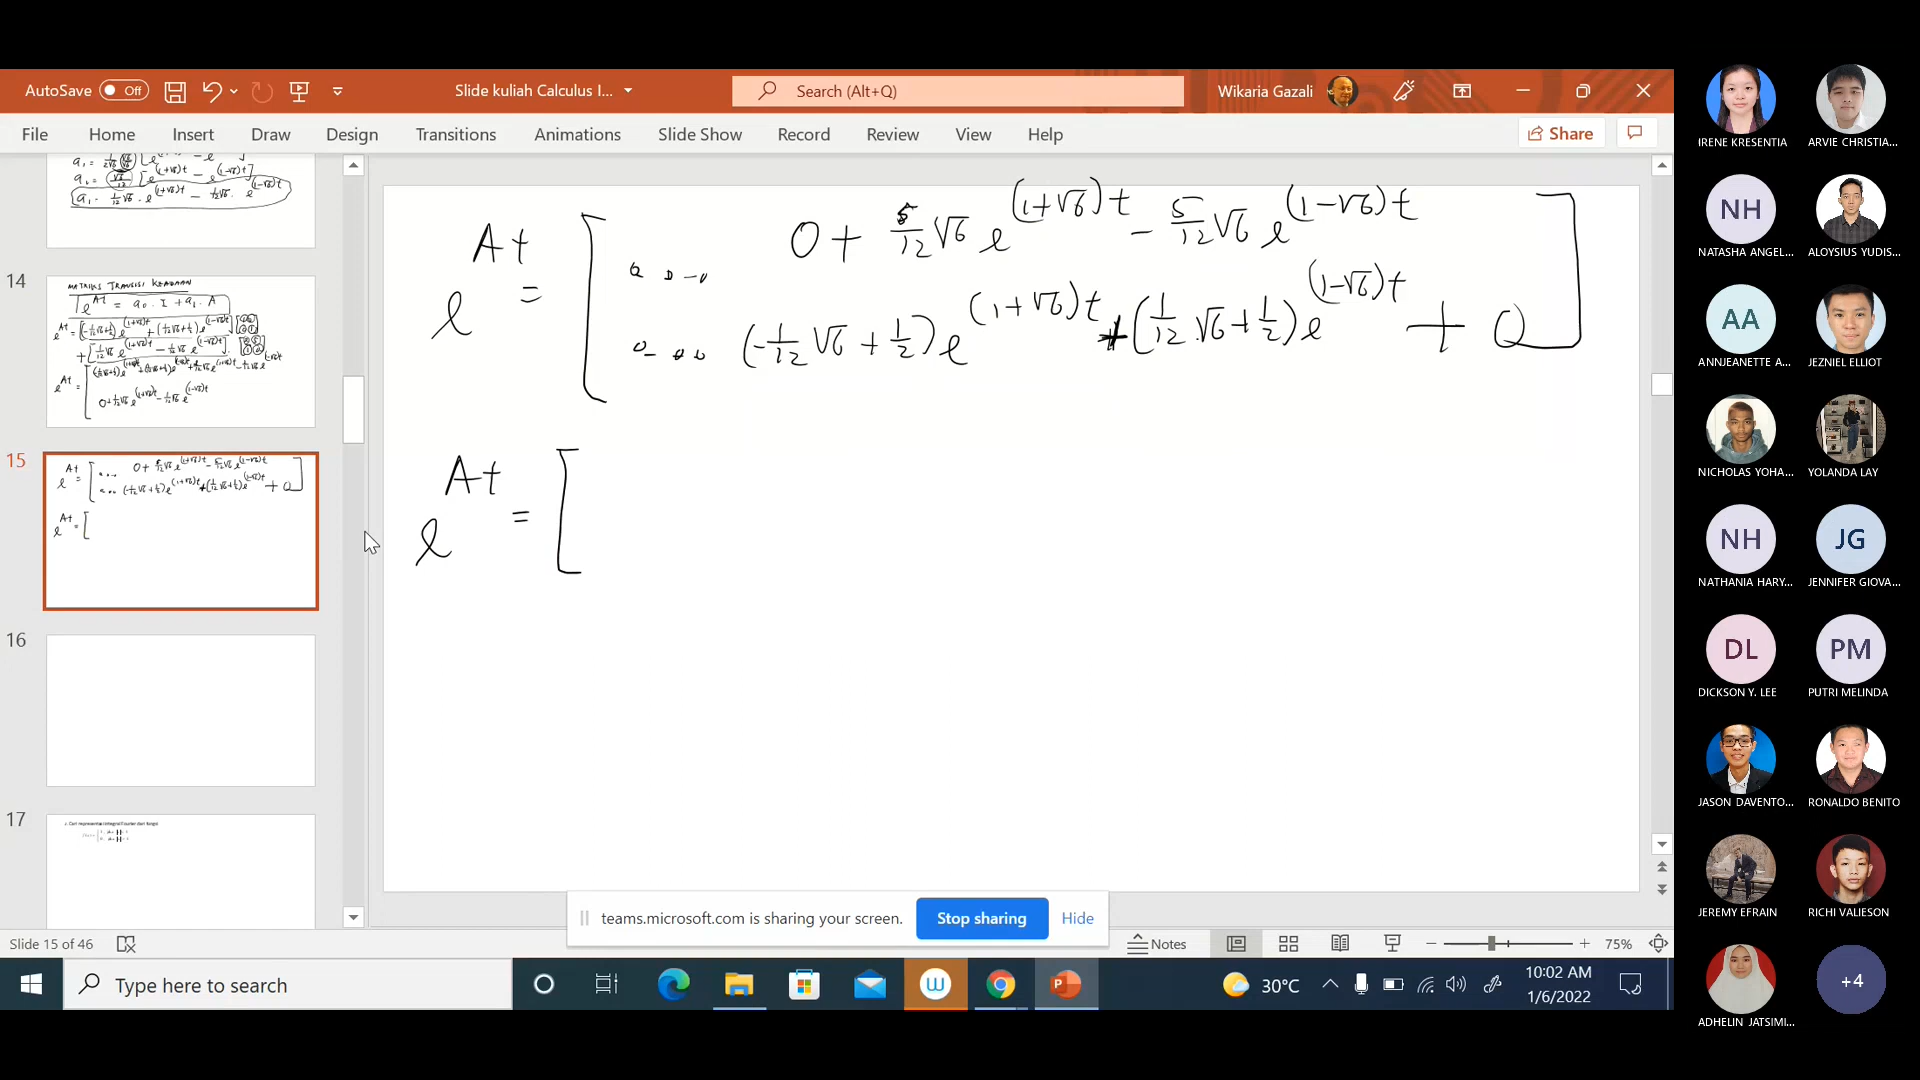 AutoSave Off Slide kuliah Calculus I... Search (Alt+Q) Wikaria Gazali
File Home Insert Draw Design Transitions Animations Slide Show Record Review View Help Share
14
MATRIKS TRANSISI KEADAAN
e^At = a₀ . I + a₁ . A
15
16
17
e^At = [ 0 + 5/12 √6 e^(1+√6)t - 5/12 √6 e^(1-√6)t
(-1/12 √6 + 1/2) e^(1+√6)t + (1/12 . √6 + 1/2) e^(1-√6)t + 0 ]
e^At = [
teams.microsoft.com is sharing your screen. Stop sharing Hide
Slide 15 of 46 Notes 75%
Type here to search 30°C 10:02 AM
1/6/2022
IRENE KRESENTIA ARVIE CHRISTIA...
NH
NATASHA ANGEL... ALOYSIUS YUDIS...
AA
ANNJEANETTE A... JEZNIEL ELLIOT
NICHOLAS YOHA... YOLANDA LAY
NH JG
NATHANIA HARY... JENNIFER GIOVA...
DL PM
DICKSON Y. LEE PUTRI MELINDA
JASON DAVENTO... RONALDO BENITO
JEREMY EFRAIN RICHI VALIESON
+4
ADHELIN JATSIMI...